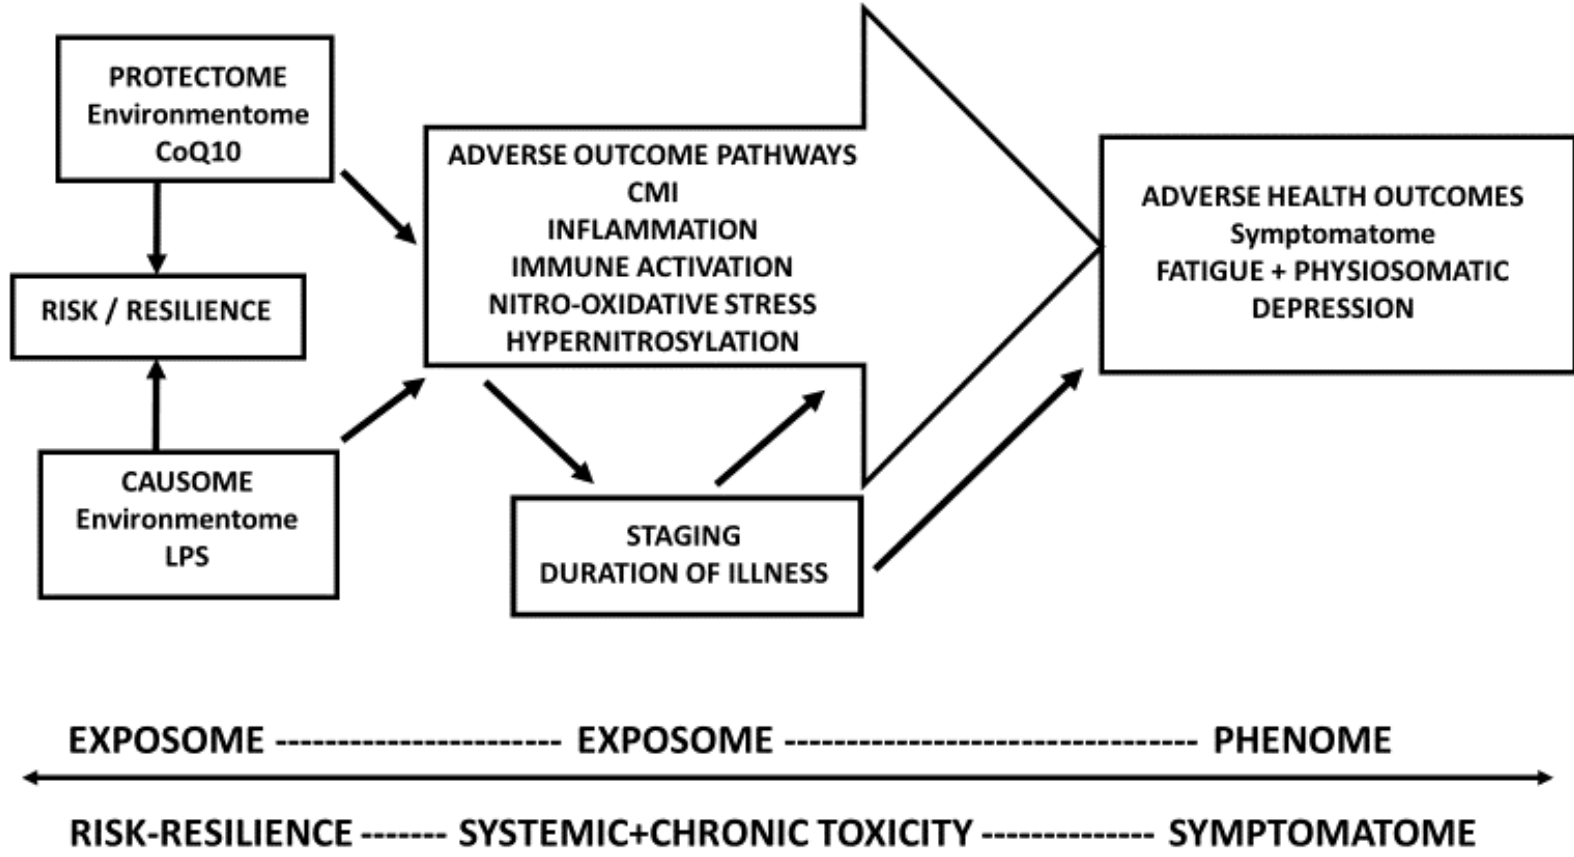 PROTECTOME
Environmentome
CoQ10
RISK / RESILIENCE
CAUSOME
Environmentome
LPS
ADVERSE OUTCOME PATHWAYS
CMI
INFLAMMATION
IMMUNE ACTIVATION
NITRO-OXIDATIVE STRESS
HYPERNITROSYLATION
STAGING
DURATION OF ILLNESS
ADVERSE HEALTH OUTCOMES
Symptomatome
FATIGUE + PHYSIOSOMATIC
DEPRESSION
EXPOSOME ----------------------- EXPOSOME --------------------------------- PHENOME
RISK-RESILIENCE ------- SYSTEMIC+CHRONIC TOXICITY -------------- SYMPTOMATOME